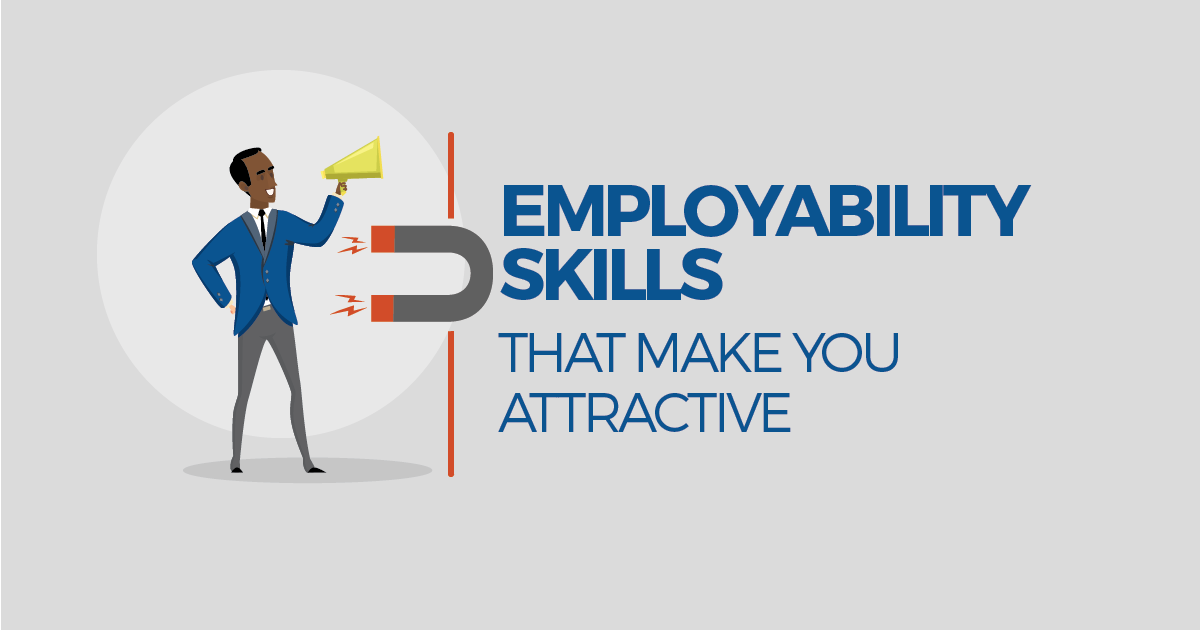 EMPLOYABILITY
SKILLS
THAT MAKE YOU
ATTRACTIVE